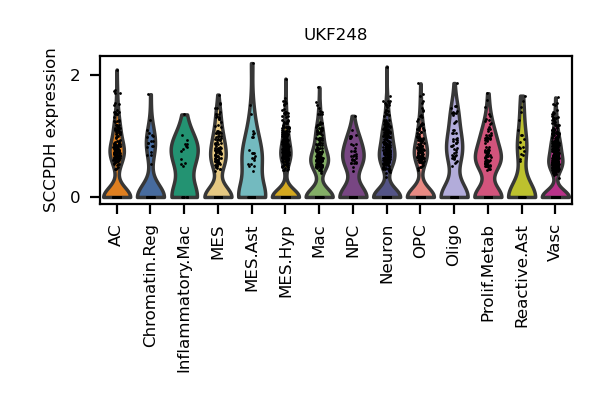 UKF248
SCCPDH expression
2
0
AC
Chromatin.Reg
Inflammatory.Mac
MES
MES.Ast
MES.Hyp
Mac
NPC
Neuron
OPC
Oligo
Prolif.Metab
Reactive.Ast
Vasc